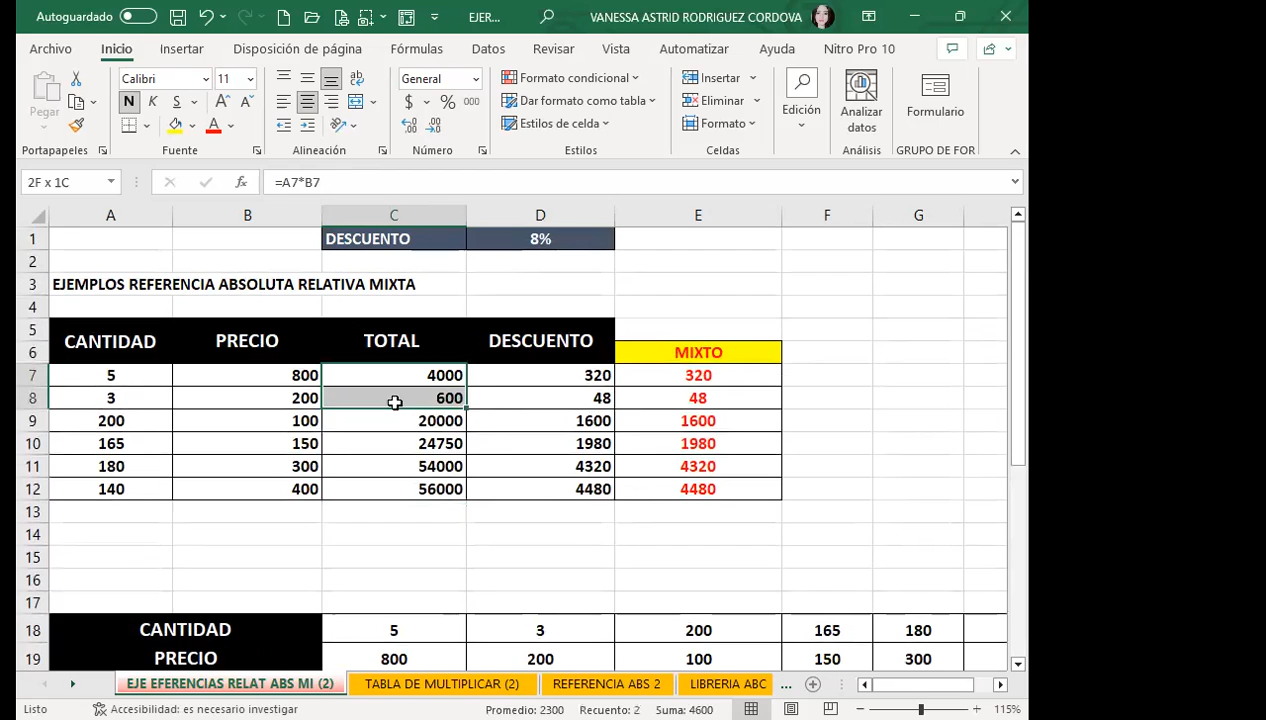 Autoguardado EJER... VANESSA ASTRID RODRIGUEZ CORDOVA
Archivo Inicio Insertar Disposición de página Fórmulas Datos Revisar Vista Automatizar Ayuda Nitro Pro 10
Pegar Calibri 11 General Formato condicional Insertar Edición Analizar datos Formulario
N K S A A $ % 000 Dar formato como tabla Eliminar
A Estilos de celda Formato
Portapapeles Fuente Alineación Número Estilos Celdas Análisis GRUPO DE FOR
2F x 1C fx =A7*B7
A B C D E F G
1 DESCUENTO 8%
2
3 EJEMPLOS REFERENCIA ABSOLUTA RELATIVA MIXTA
4
5 CANTIDAD PRECIO TOTAL DESCUENTO
6 MIXTO
7 5 800 4000 320 320
8 3 200 600 48 48
9 200 100 20000 1600 1600
10 165 150 24750 1980 1980
11 180 300 54000 4320 4320
12 140 400 56000 4480 4480
13
14
15
16
17
18 CANTIDAD 5 3 200 165 180
19 PRECIO 800 200 100 150 300
EJE EFERENCIAS RELAT ABS MI (2) TABLA DE MULTIPLICAR (2) REFERENCIA ABS 2 LIBRERIA ABC ...
Listo Accesibilidad: es necesario investigar Promedio: 2300 Recuento: 2 Suma: 4600 115%